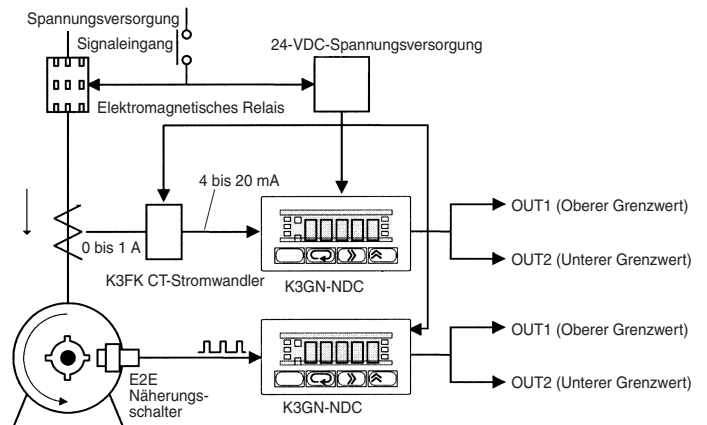 Spannungsversorgung
Signaleingang
24-VDC-Spannungsversorgung
Elektromagnetisches Relais
4 bis 20 mA
OUT1 (Oberer Grenzwert)
0 bis 1 A
OUT2 (Unterer Grenzwert)
K3FK CT-Stromwandler
K3GN-NDC
OUT1 (Oberer Grenzwert)
E2E
Näherungs-
schalter
OUT2 (Unterer Grenzwert)
K3GN-NDC